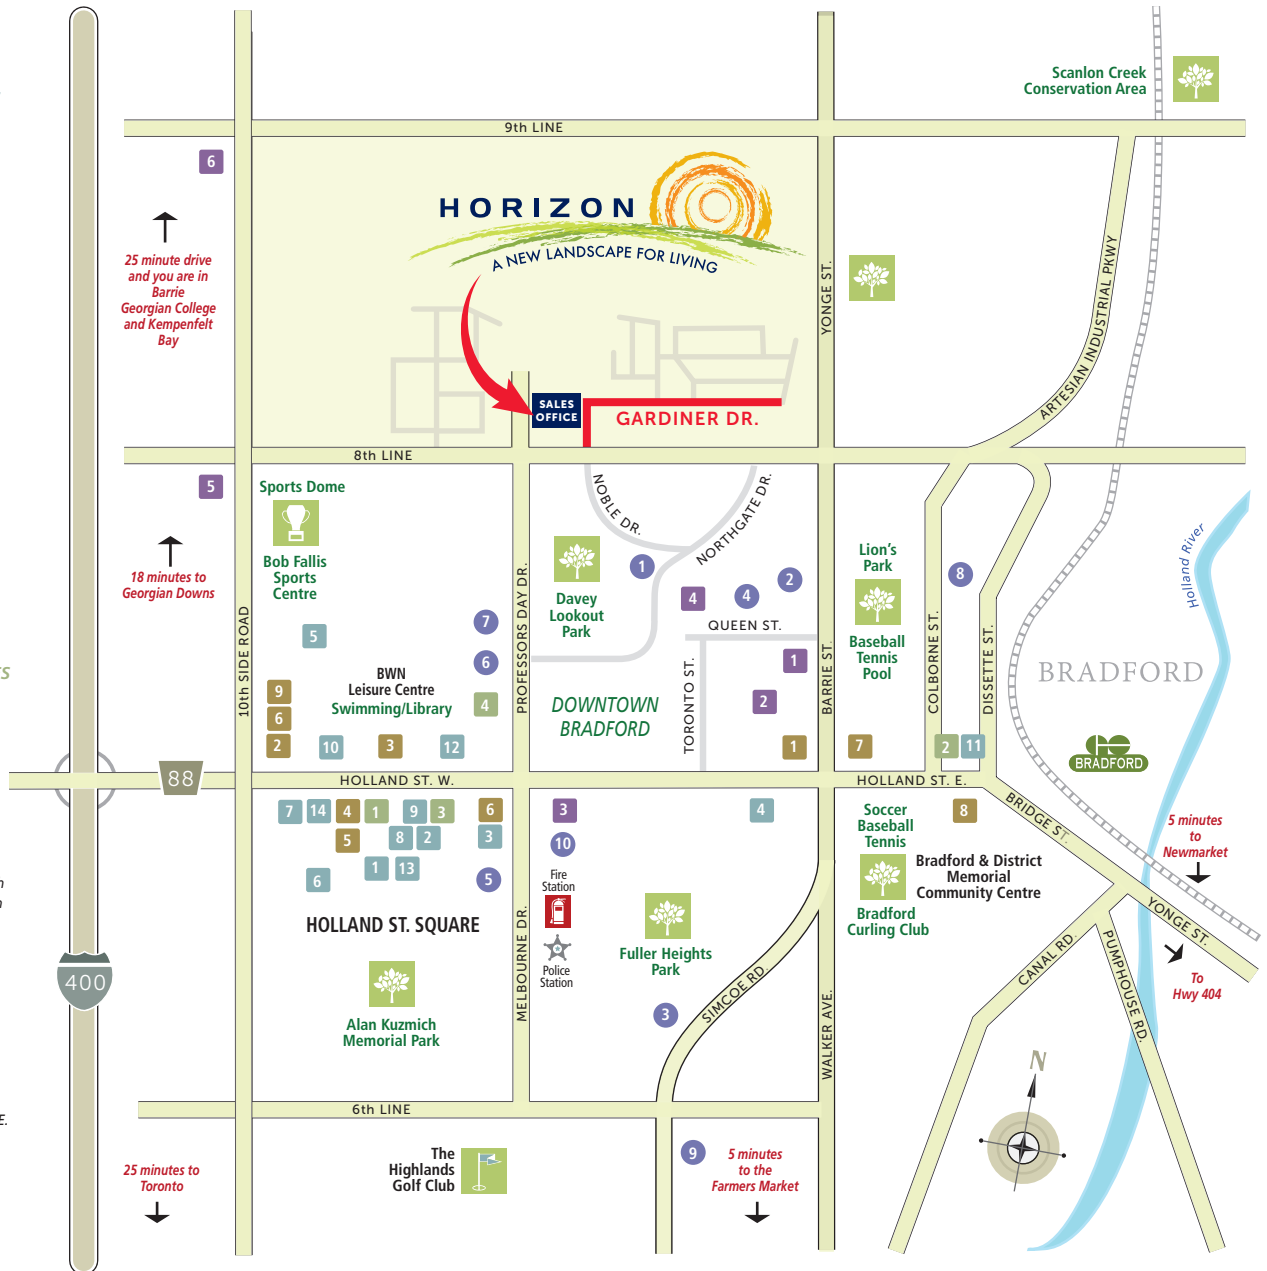 Scanlon Creek
Conservation Area
9th LINE
6
HORIZON
A NEW LANDSCAPE FOR LIVING
25 minute drive
and you are in
Barrie
Georgian College
and Kempenfelt
Bay
YONGE ST.
ARTESIAN INDUSTRIAL PKWY
SALES
OFFICE
GARDINER DR.
8th LINE
5
Sports Dome
NOBLE DR.
NORTHGATE DR.
Holland River
18 minutes to
Georgian Downs
Bob Fallis
Sports
Centre
1
Davey
Lookout
Park
4
4
2
Lion's
Park
8
Baseball
Tennis
Pool
10th SIDE ROAD
PROFESSORS DAY DR.
QUEEN ST.
TORONTO ST.
BARRIE ST.
COLBORNE ST.
DISSETTE ST.
5
7
6
1
BWN
Leisure Centre
Swimming/Library
S
9
6
2
4
DOWNTOWN
BRADFORD
2
BRADFORD
10
3
12
1
7
2
11
BRADFORD
88
HOLLAND ST. W.
HOLLAND ST. E.
BRIDGE ST.
7
14
4
1
9
3
6
3
4
8
5
8
2
3
10
1
13
6
5
Soccer
Baseball
Tennis
5 minutes
to
Newmarket
Fire
Station
Bradford & District
Memorial
Community Centre
Bradford
Curling Club
n
HOLLAND ST. SQUARE
Police
Station
Fuller Heights
Park
YONGE ST.
To
Hwy 404
400
Alan Kuzmich
Memorial Park
MELBOURNE DR.
3
SIMCOE RD.
WALKER AVE.
CANAL RD.
PUMPHOUSE RD.
N
E.
6th LINE
The
Highlands
Golf Club
9
5 minutes
to the
Farmers Market
25 minutes to
Toronto